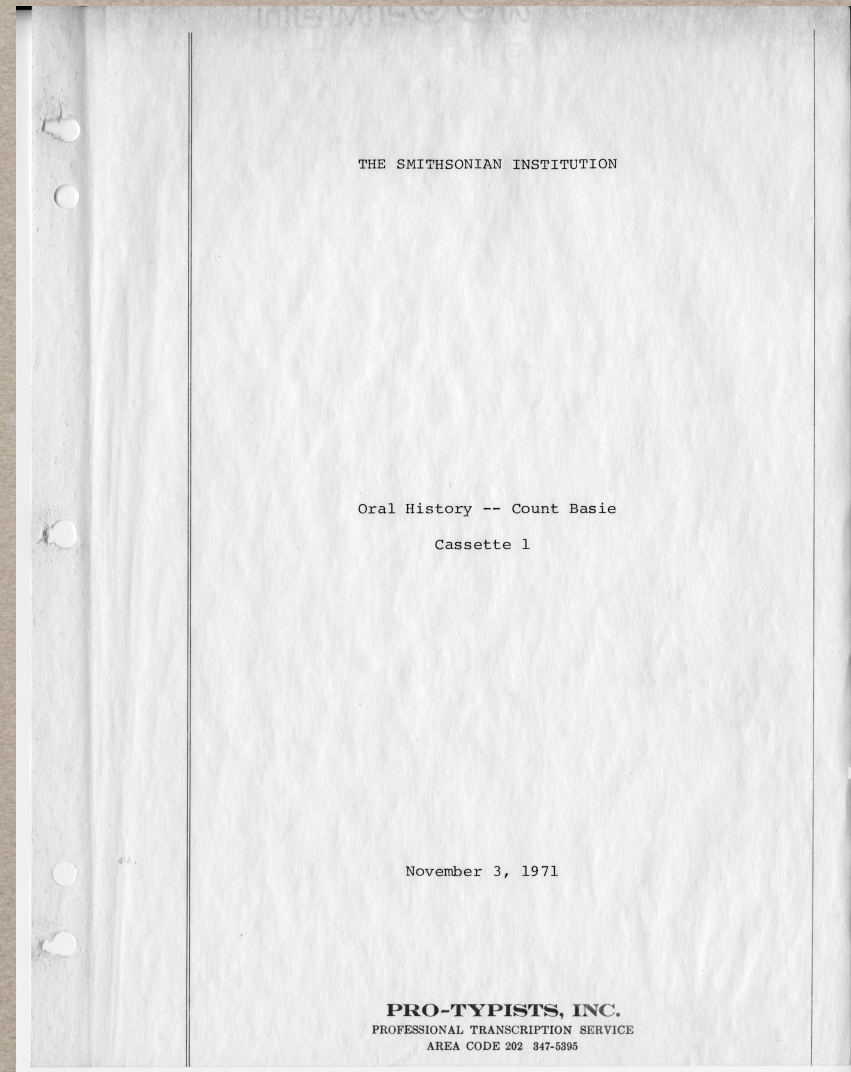 THE SMITHSONIAN INSTITUTION
Oral History -- Count Basie
Cassette 1
November 3, 1971
PRO-TYPISTS, INC.
PROFESSIONAL TRANSCRIPTION SERVICE
AREA CODE 202 347-5395